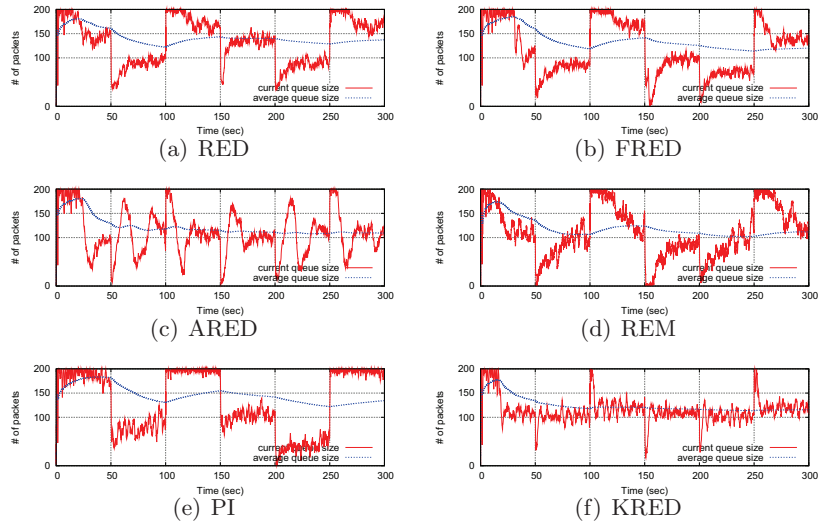 200
150
100
0
# of packets
current queue size
average queue size
0 50 100 150 200 250 300
Time (sec)
(a) RED
200
150
100
0
# of packets
current queue size
average queue size
0 50 100 150 200 250 300
Time (sec)
(b) FRED
200
150
100
0
# of packets
current queue size
average queue size
0 50 100 150 200 250 300
Time (sec)
(c) ARED
200
150
100
0
# of packets
current queue size
average queue size
0 50 100 150 200 250 300
Time (sec)
(d) REM
200
150
100
0
# of packets
current queue size
average queue size
0 50 100 150 200 250 300
Time (sec)
(e) PI
200
150
100
0
# of packets
current queue size
average queue size
0 50 100 150 200 250 300
Time (sec)
(f) KRED